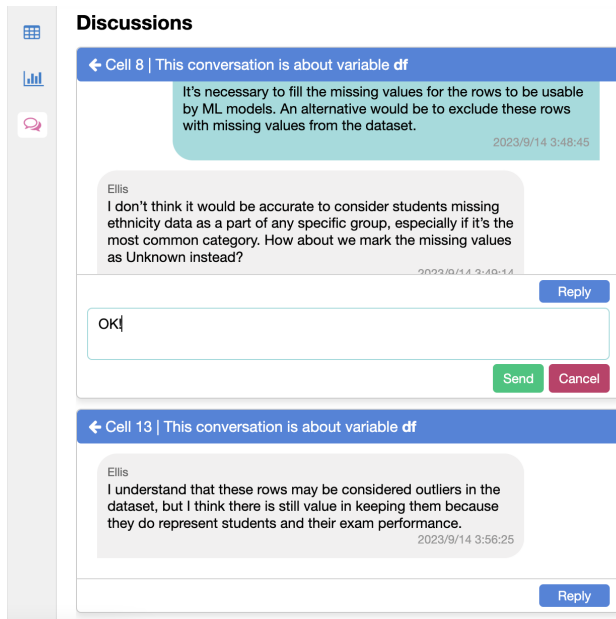 Discussions
Cell 8 | This conversation is about variable df
It's necessary to fill the missing values for the rows to be usable
by ML models. An alternative would be to exclude these rows
with missing values from the dataset.
2023/9/14 3:48:45
Ellis
I don't think it would be accurate to consider students missing
ethnicity data as a part of any specific group, especially if it's the
most common category. How about we mark the missing values
as Unknown instead?
2023/9/14 3:49:14
Reply
OK!
Send Cancel
Cell 13 | This conversation is about variable df
Ellis
I understand that these rows may be considered outliers in the
dataset, but I think there is still value in keeping them because
they do represent students and their exam performance.
2023/9/14 3:56:25
Reply